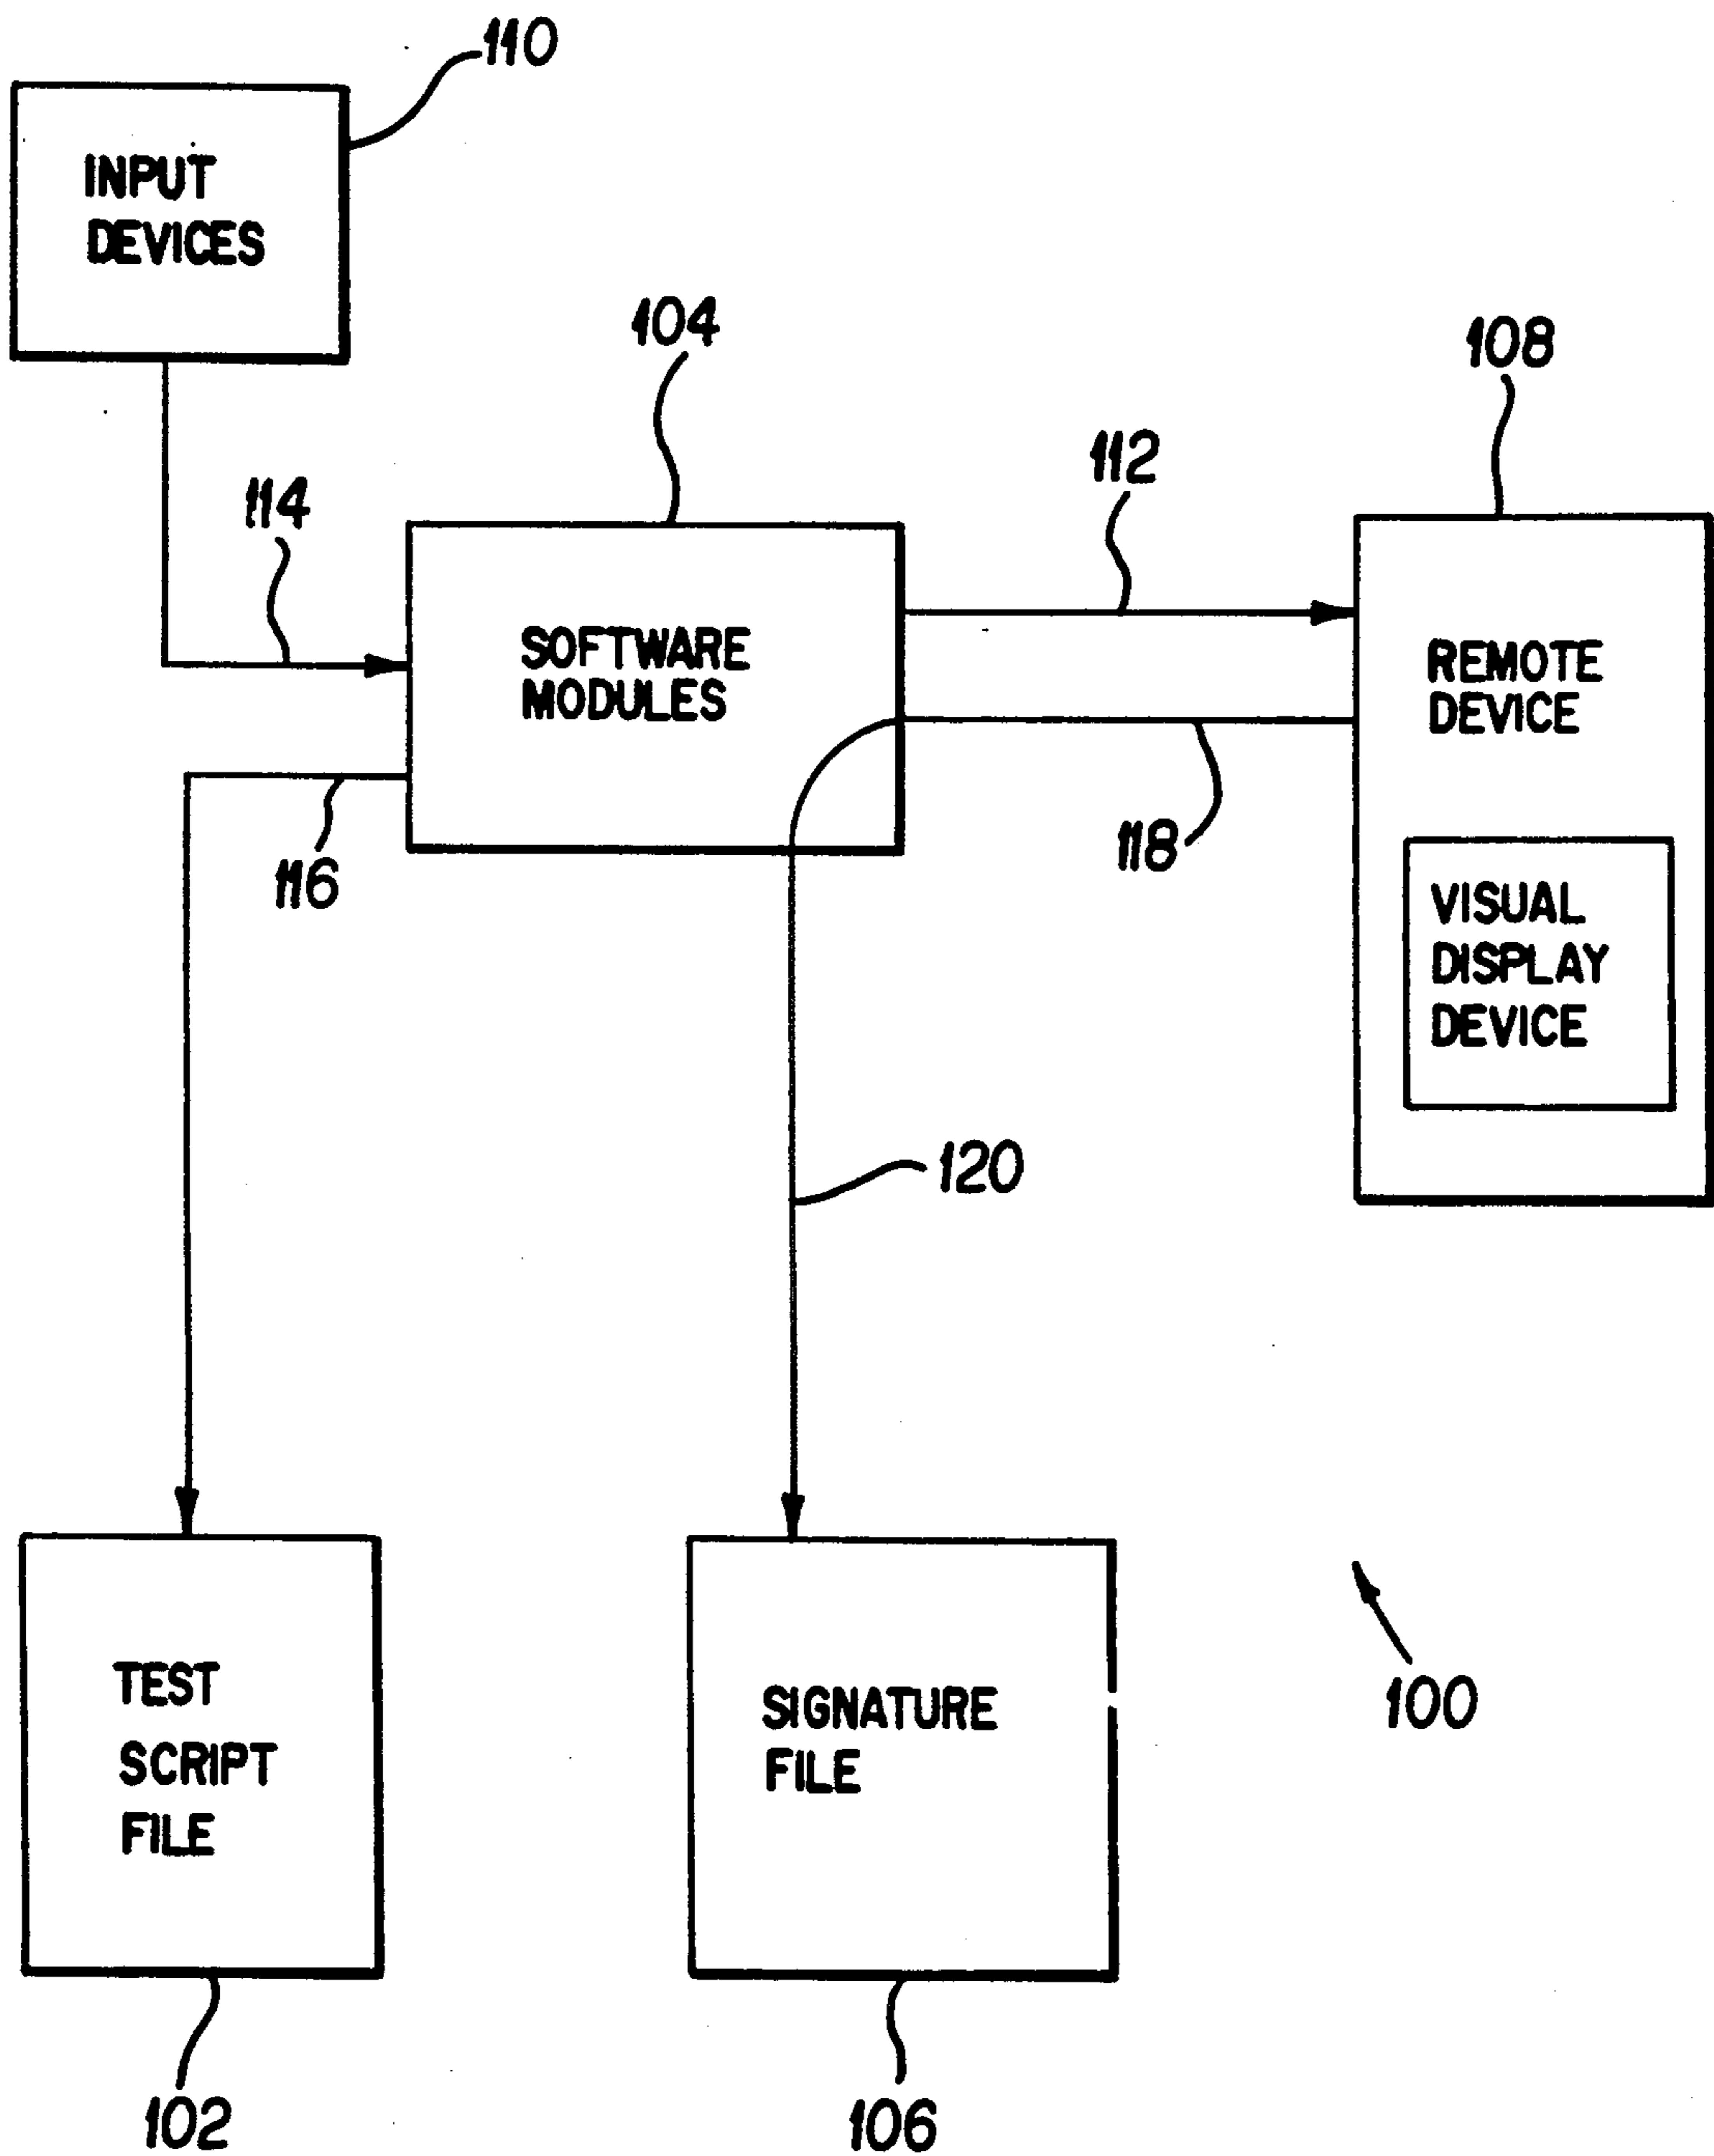 110
INPUT
DEVICES
104
108
112
114
SOFTWARE
MODULES
REMOTE
DEVICE
118
116
VISUAL
DISPLAY
DEVICE
120
TEST
SCRIPT
FILE
SIGNATURE
FILE
100
102
106